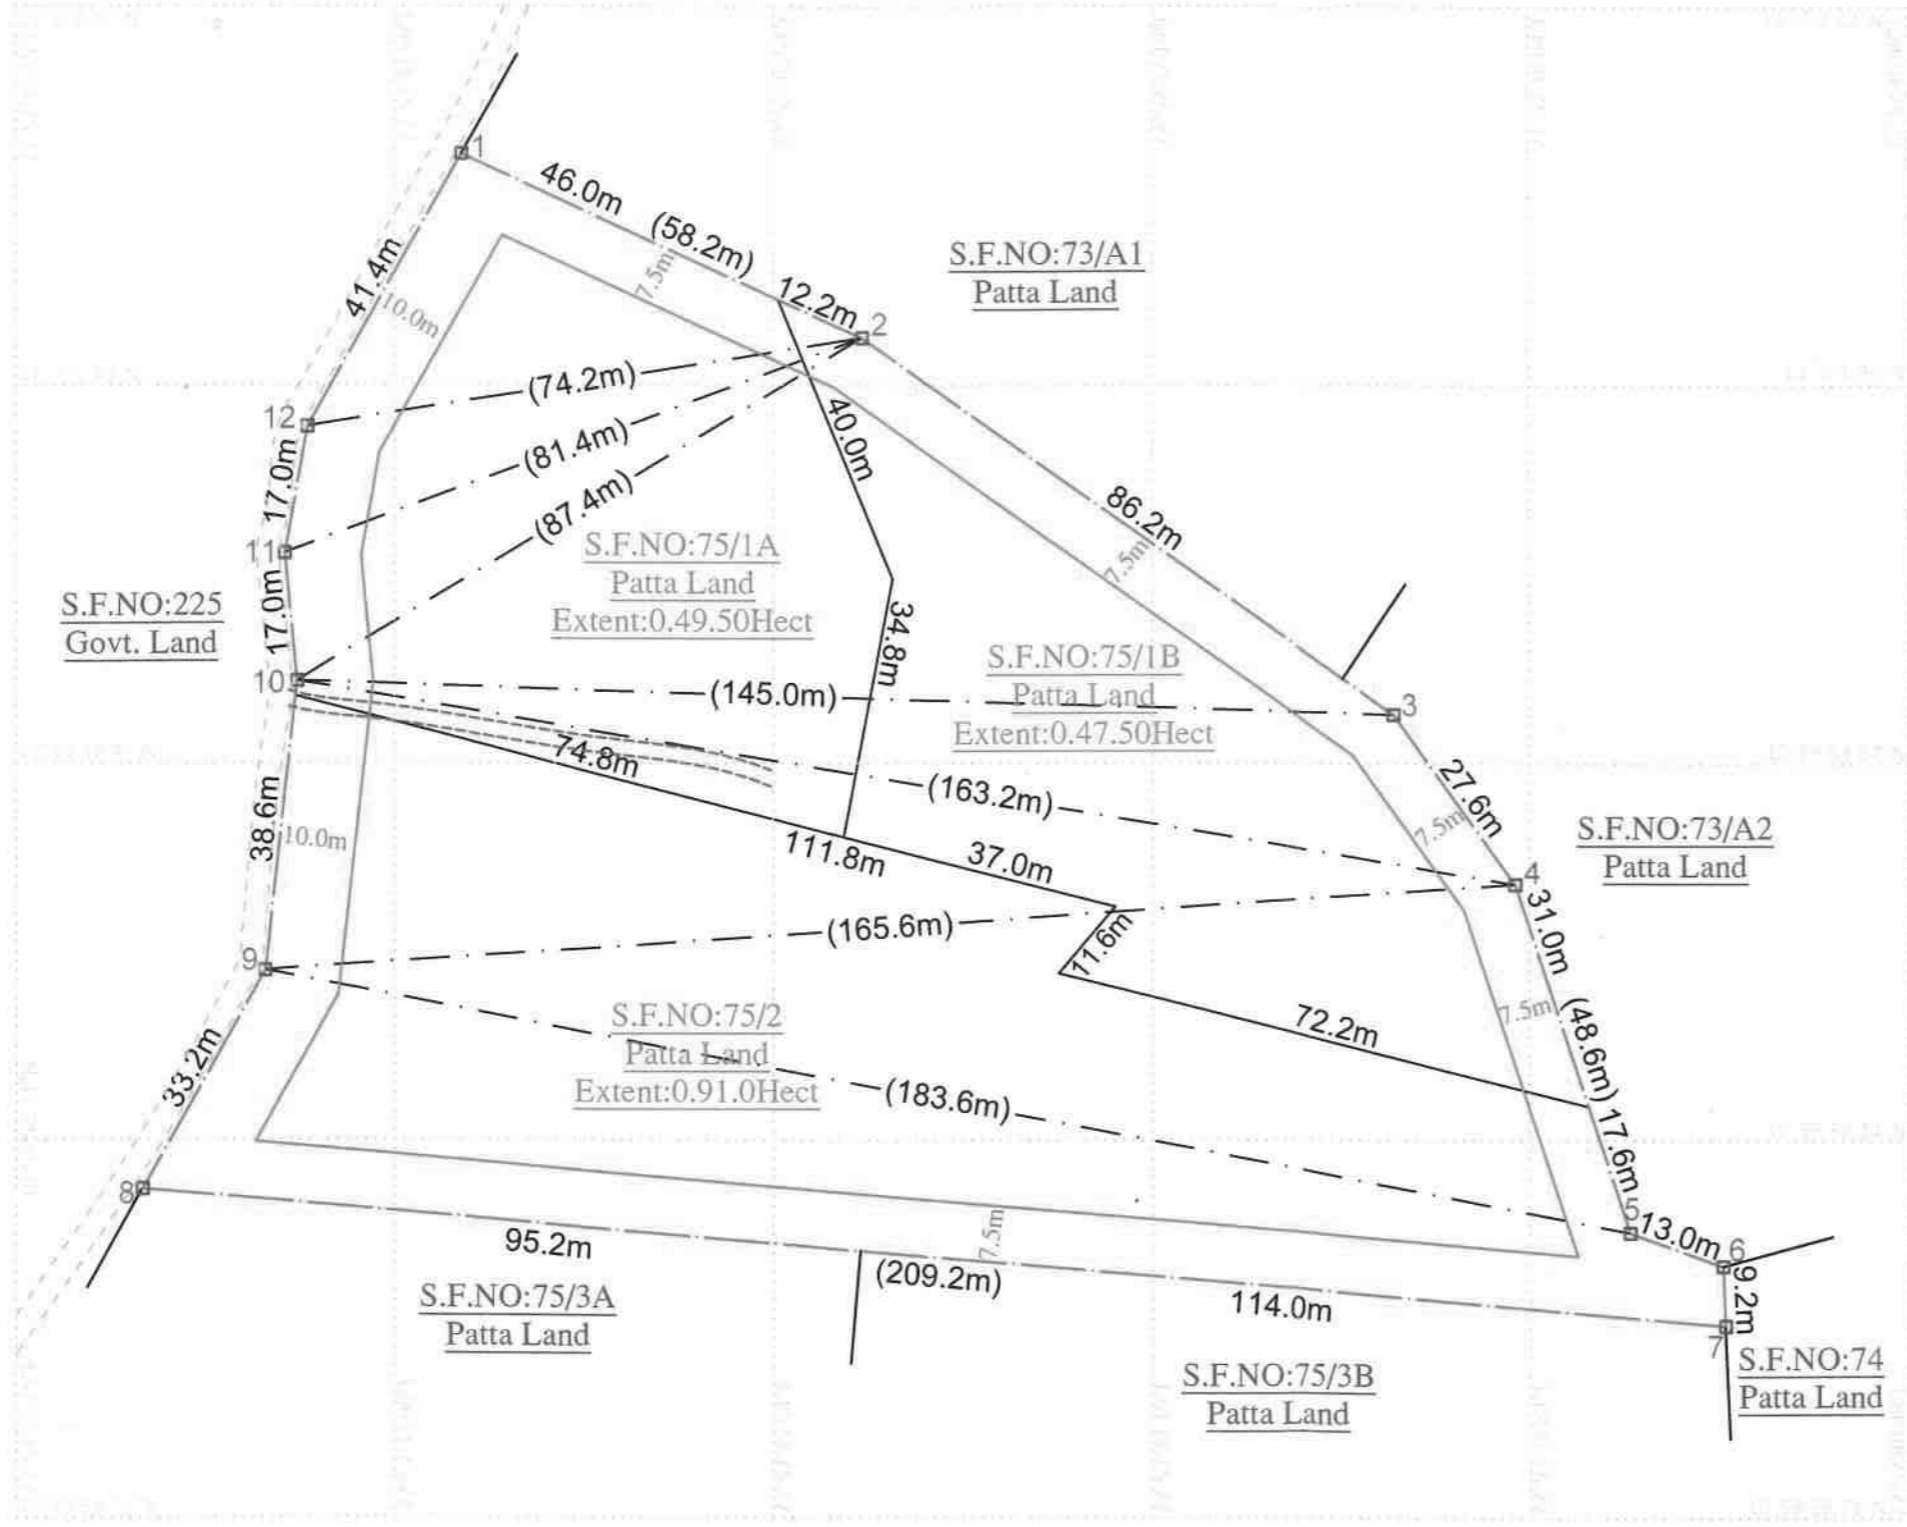 1
46.0m
(58.2m)
7.5m
12.2m
2
S.F.NO:73/A1
Patta Land
41.4m
10.0m
12
(74.2m)
40.0m
(81.4m)
(87.4m)
17.0m
11
86.2m
7.5m
S.F.NO:75/1A
Patta Land
Extent:0.49.50Hect
S.F.NO:225
Govt. Land
17.0m
34.8m
10
(145.0m)
S.F.NO:75/1B
Patta Land
Extent:0.47.50Hect
3
74.8m
(163.2m)
27.6m
7.5m
S.F.NO:73/A2
Patta Land
38.6m
10.0m
111.8m
37.0m
4
31.0m
9
(165.6m)
11.6m
72.2m
7.5m
(48.6m)
S.F.NO:75/2
Patta Land
Extent:0.91.0Hect
33.2m
(183.6m)
17.6m
8
5
13.0m
6
9.2m
7.5m
95.2m
(209.2m)
114.0m
7
S.F.NO:75/3A
Patta Land
S.F.NO:75/3B
Patta Land
S.F.NO:74
Patta Land